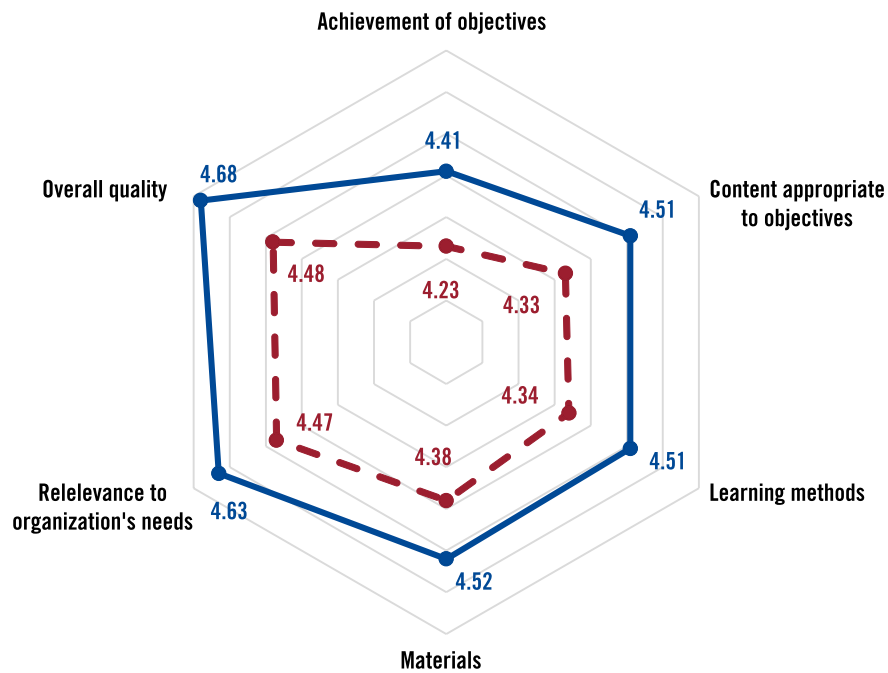 Achievement of objectives
4.41
4.68
Overall quality
Content appropriate
to objectives
4.51
4.48
4.23
4.33
4.34
4.47
4.38
4.51
Relelevance to
organization's needs
4.63
Learning methods
4.52
Materials